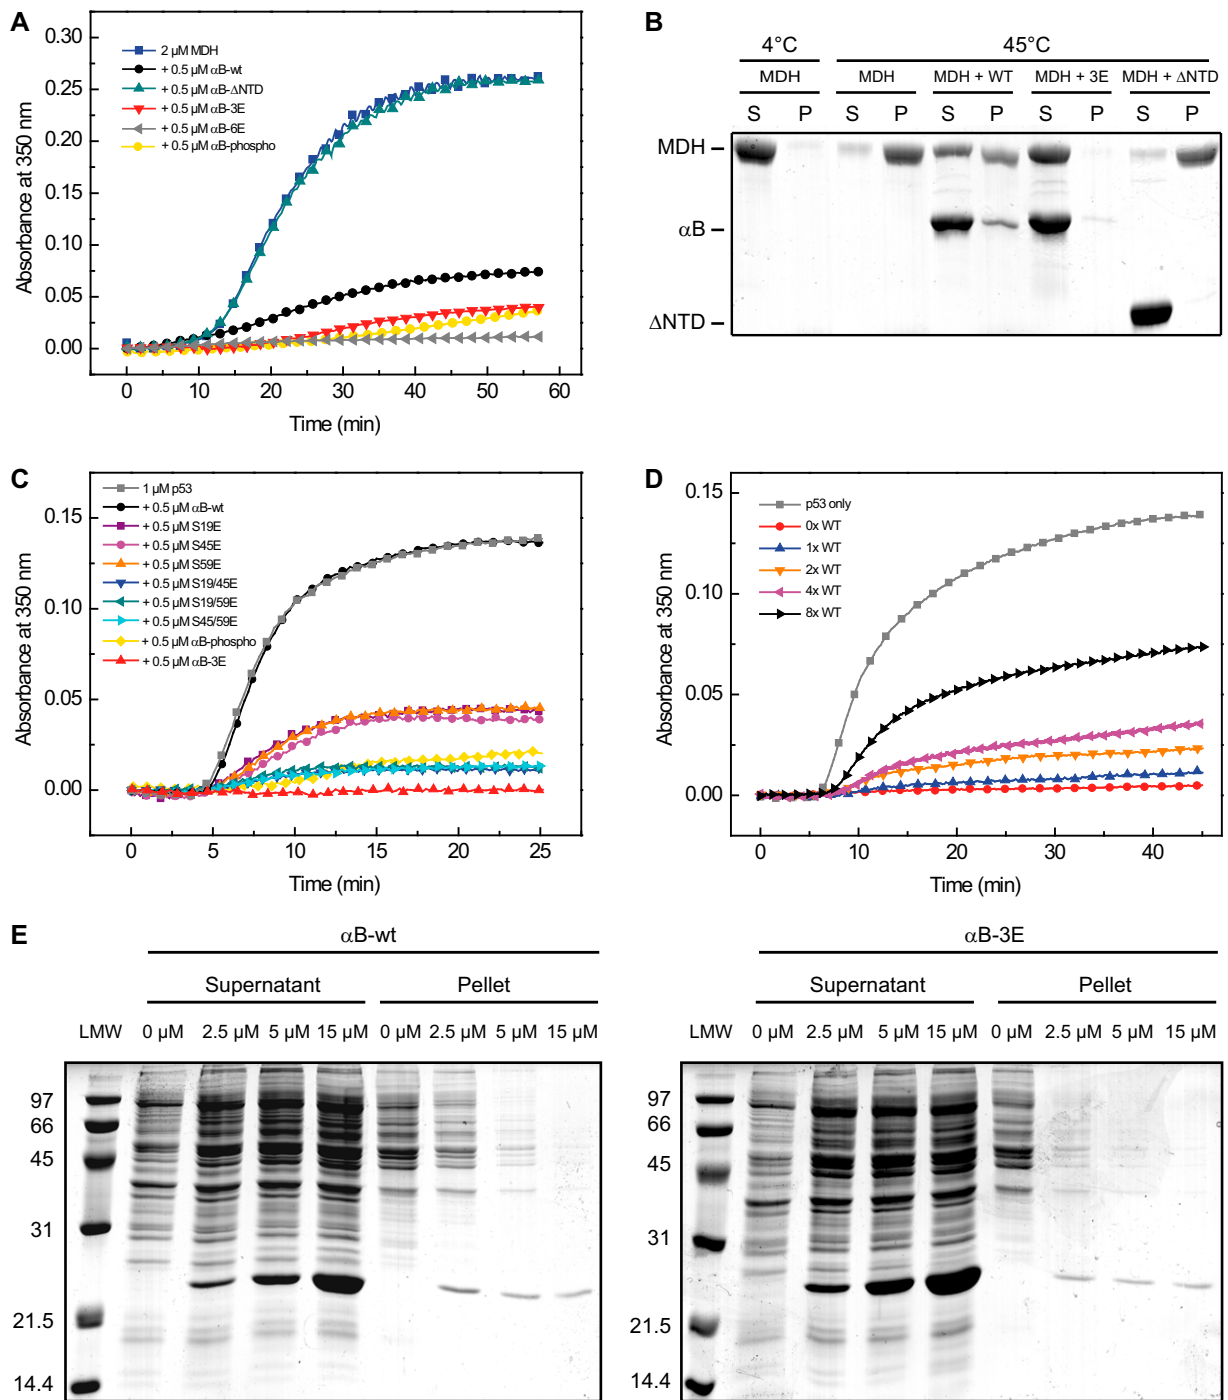 A
Absorbance at 350 nm
0.30
0.25
0.20
0.15
0.10
0.05
0.00
2 µM MDH
+ 0.5 µM αB-wt
+ 0.5 µM αB-ΔNTD
+ 0.5 µM αB-3E
+ 0.5 µM αB-6E
+ 0.5 µM αB-phospho
0 10 20 30 40 50 60
Time (min)
B
4°C 45°C
MDH MDH MDH + WT MDH + 3E MDH + ΔNTD
S P S P S P S P S P
MDH
αB
ΔNTD
C
Absorbance at 350 nm
0.15
0.10
0.05
0.00
1 µM p53
+ 0.5 µM αB-wt
+ 0.5 µM S19E
+ 0.5 µM S45E
+ 0.5 µM S59E
+ 0.5 µM S19/45E
+ 0.5 µM S19/59E
+ 0.5 µM S45/59E
+ 0.5 µM αB-phospho
+ 0.5 µM αB-3E
0 5 10 15 20 25
Time (min)
D
Absorbance at 350 nm
0.15
0.10
0.05
0.00
p53 only
0x WT
1x WT
2x WT
4x WT
8x WT
0 10 20 30 40
Time (min)
E
αB-wt
Supernatant Pellet
LMW 0 µM 2.5 µM 5 µM 15 µM 0 µM 2.5 µM 5 µM 15 µM
97
66
45
31
21.5
14.4
αB-3E
Supernatant Pellet
LMW 0 µM 2.5 µM 5 µM 15 µM 0 µM 2.5 µM 5 µM 15 µM
97
66
45
31
21.5
14.4